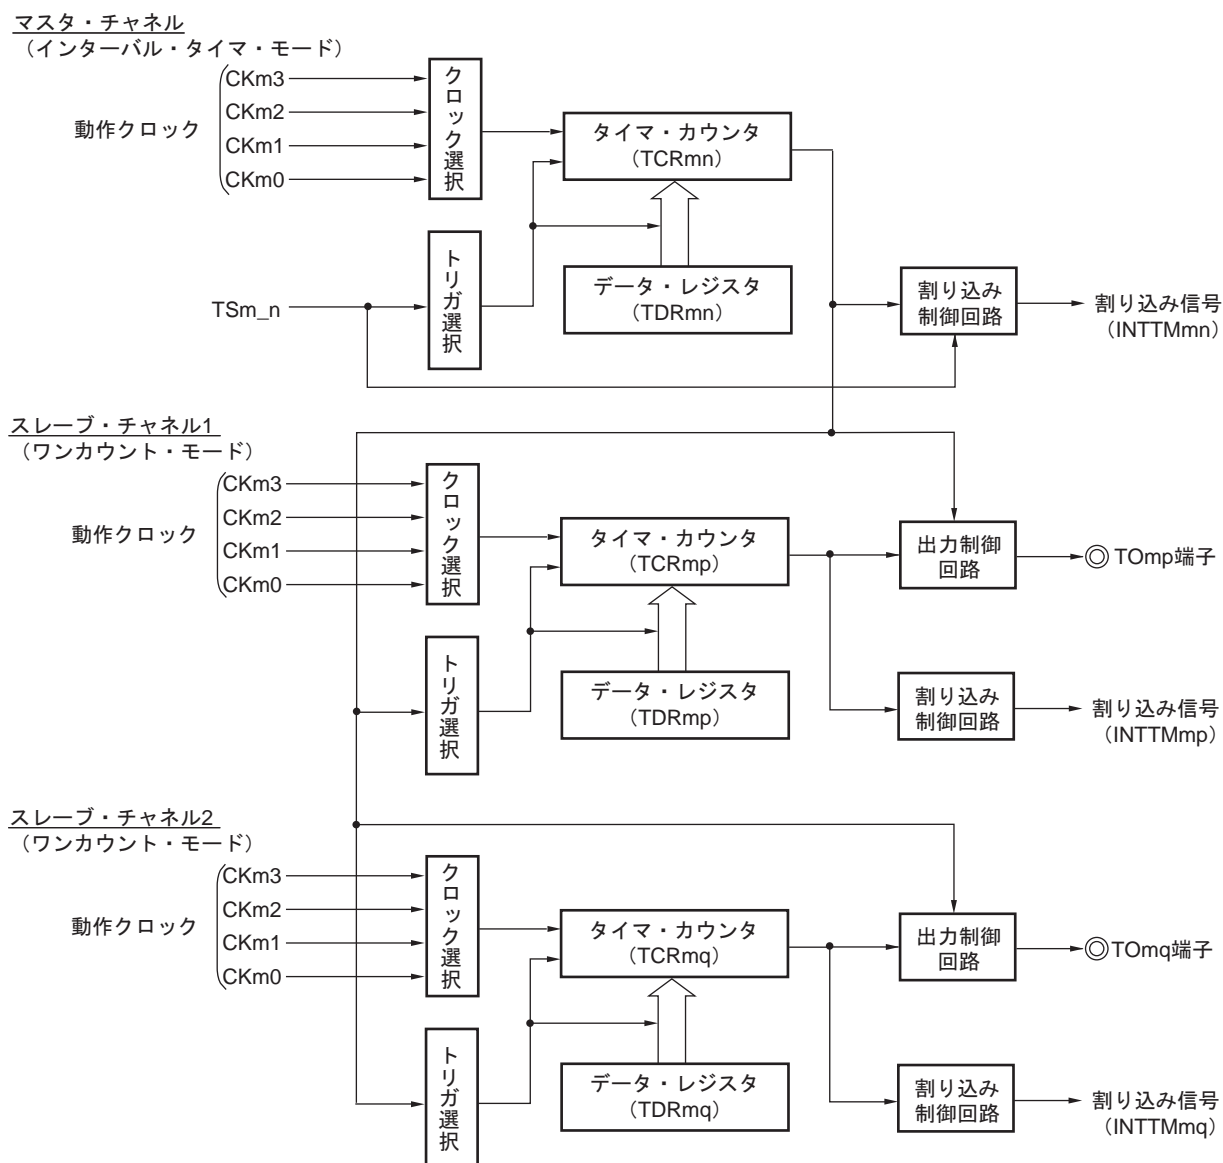 マスタ・チャネル
（インターバル・タイマ・モード）
動作クロック
CKm3
CKm2
CKm1
CKm0
クロック選択
タイマ・カウンタ
（TCRmn）
TSm_n
トリガ選択
データ・レジスタ
（TDRmn）
割り込み
制御回路
割り込み信号
（INTTMmn）
スレーブ・チャネル1
（ワンカウント・モード）
動作クロック
CKm3
CKm2
CKm1
CKm0
クロック選択
タイマ・カウンタ
（TCRmp）
出力制御
回路
TOmp端子
トリガ選択
データ・レジスタ
（TDRmp）
割り込み
制御回路
割り込み信号
（INTTMmp）
スレーブ・チャネル2
（ワンカウント・モード）
動作クロック
CKm3
CKm2
CKm1
CKm0
クロック選択
タイマ・カウンタ
（TCRmq）
出力制御
回路
TOmq端子
トリガ選択
データ・レジスタ
（TDRmq）
割り込み
制御回路
割り込み信号
（INTTMmq）